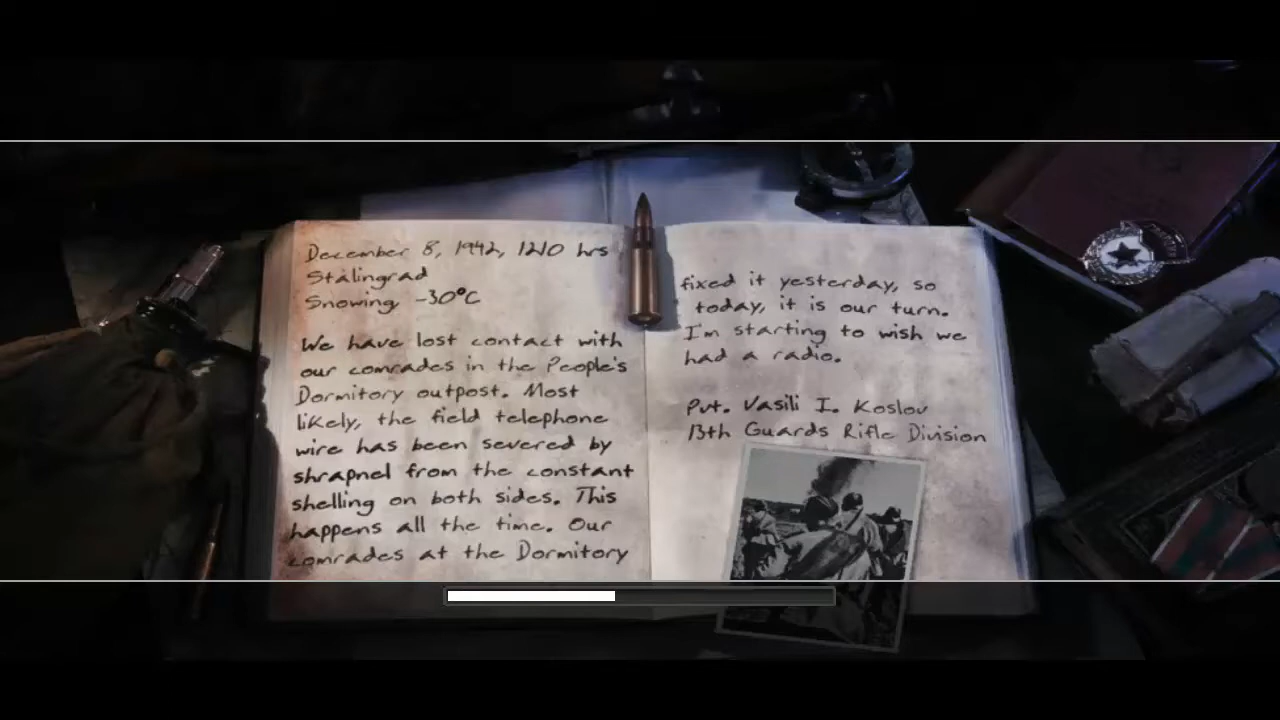 December 8, 1942, 1210 hrs
Stalingrad
Snowing -30°C
We have lost contact with
our comrades in the People's
Dormitory outpost. Most
likely, the field telephone
wire has been severed by
shrapnel from the constant
shelling on both sides. This
happens all the time. Our
comrades at the Dormitory
fixed it yesterday, so
today, it is our turn.
I'm starting to wish we
had a radio.
Pvt. Vasili I. Koslov
13th Guards Rifle Division